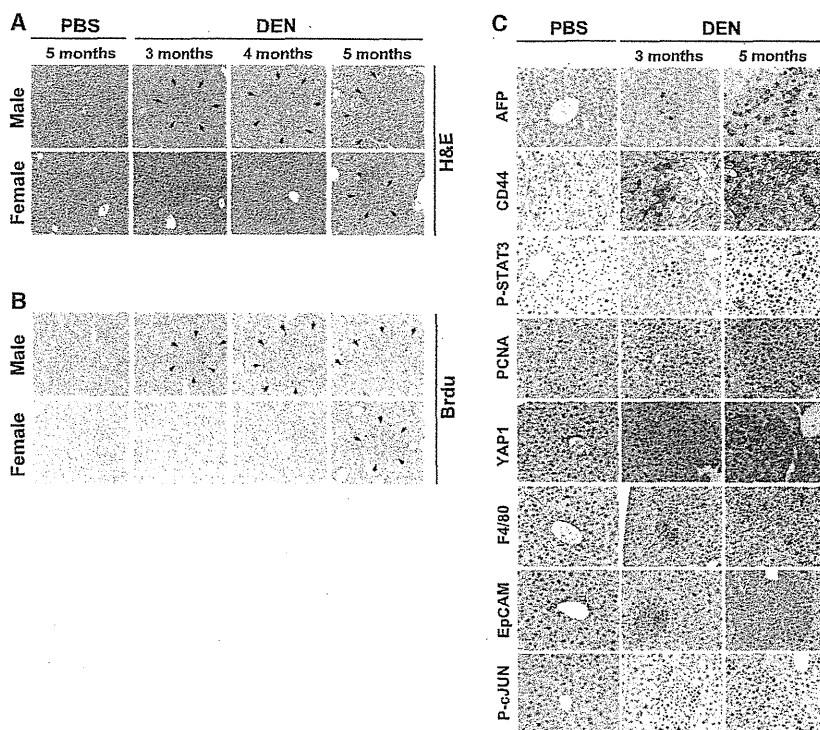 A
PBS DEN
5 months 3 months 4 months 5 months
Male
Female
H&E
B
Male
Female
Brdu
C
PBS DEN
3 months 5 months
AFP
CD44
P-STAT3
PCNA
YAP1
F4/80
EpCAM
P-cJUN